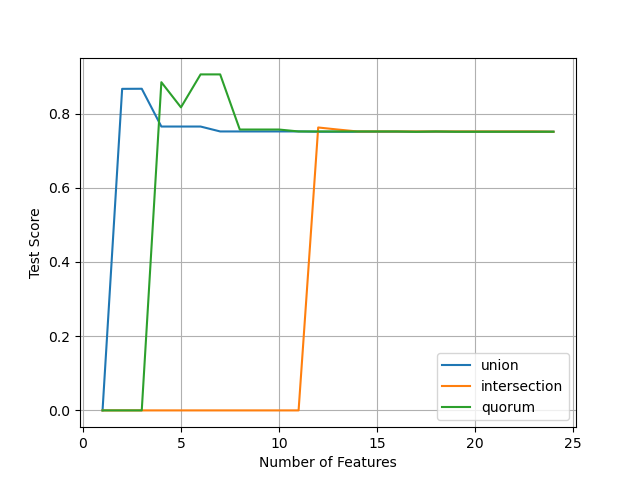 Test Score
0.8
0.6
0.4
0.2
0.0
0 5 10 15 20 25
Number of Features
union
intersection
quorum